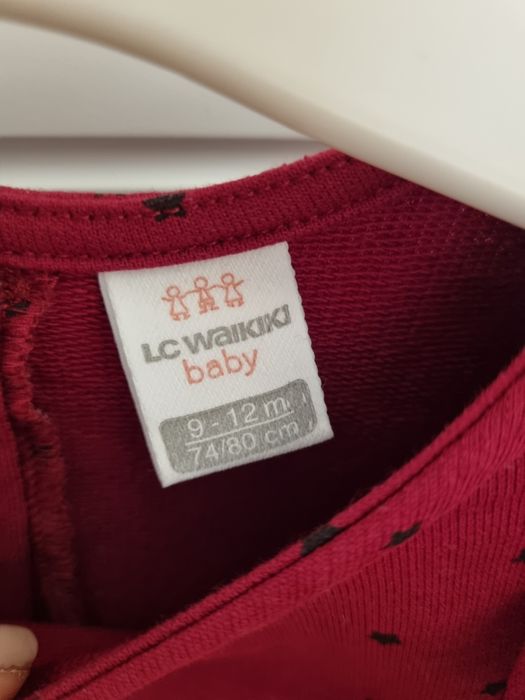 LC WAIKIKI
baby
9 - 12 m.
74/80 cm